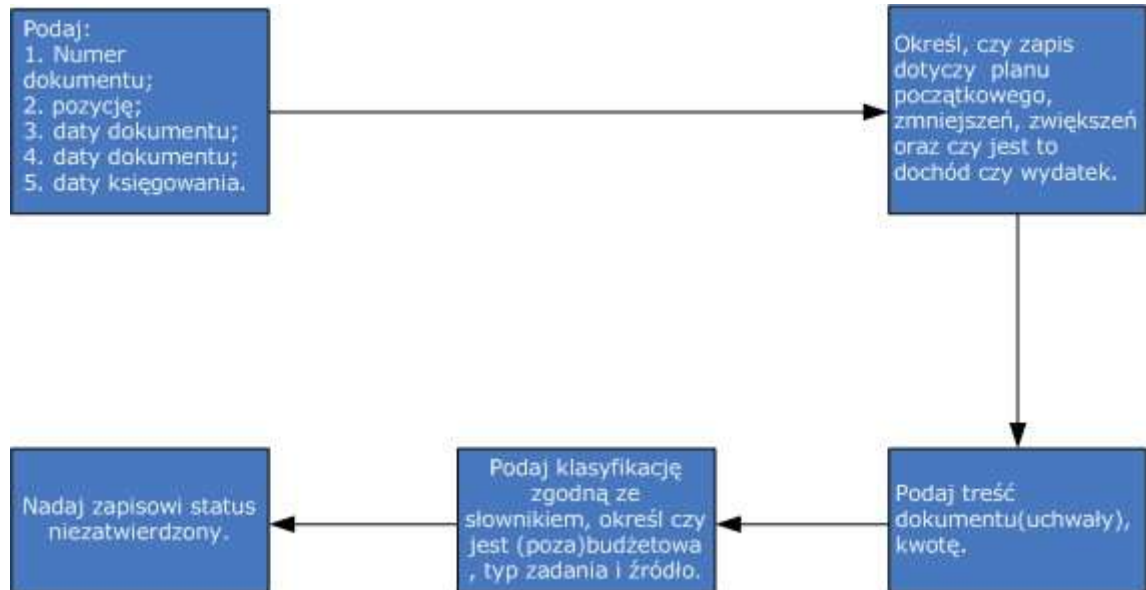 Podaj:
1. Numer
dokumentu;
2. pozycję;
3. daty dokumentu;
4. daty dokumentu;
5. daty księgowania.
Określ, czy zapis
dotyczy planu
początkowego,
zmniejszeń, zwiększeń
oraz czy jest to
dochód czy wydatek.
Podaj treść
dokumentu(uchwały),
kwotę.
Podaj klasyfikację
zgodną ze
słownikiem, określ czy
jest (poza)budżetowa
, typ zadania i źródło.
Nadaj zapisowi status
niezatwierdzony.